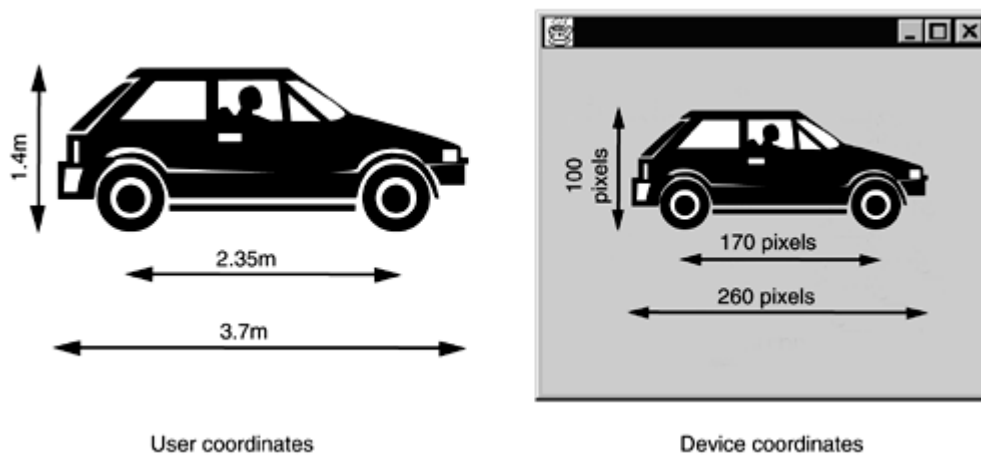 1.4m
2.35m
3.7m
User coordinates
100
pixels
170 pixels
260 pixels
Device coordinates